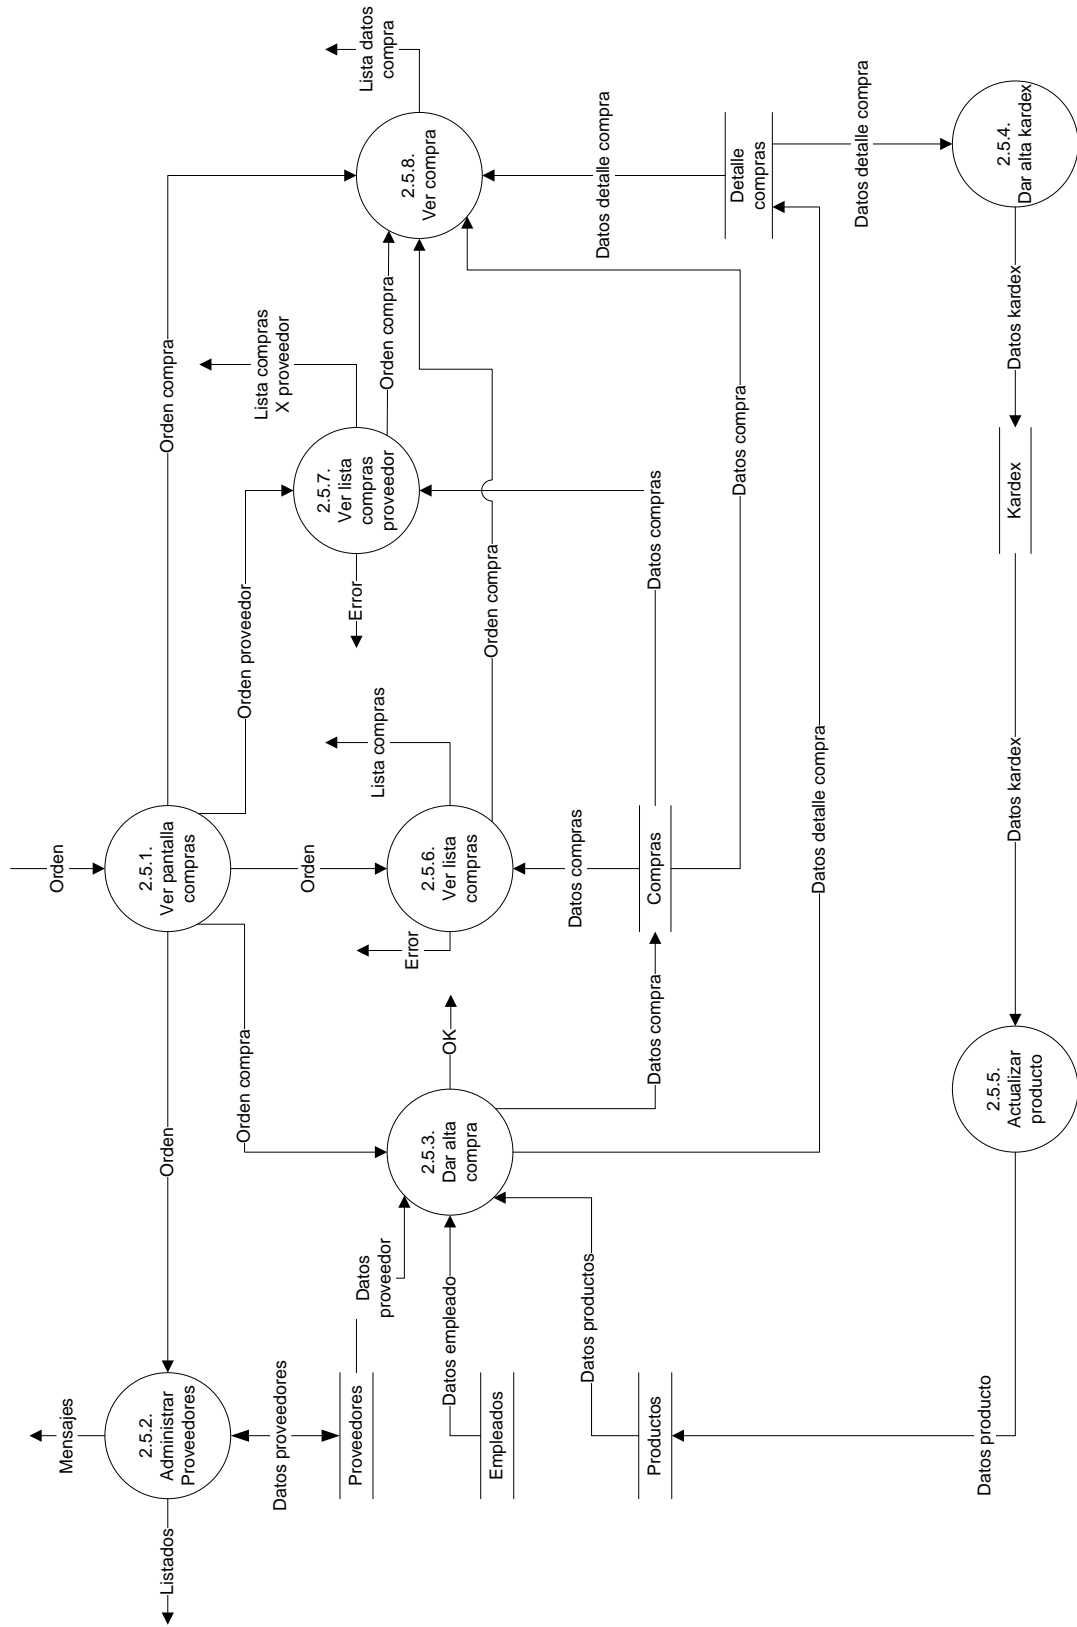 Orden
2.5.1.
Ver pantalla
compras
Orden
Orden compra
Orden
Orden proveedor
Orden compra
Mensajes
2.5.2.
Administrar
Proveedores
Listados
Datos proveedores
Proveedores
Datos
proveedor
Empleados
Datos empleado
Productos
Datos productos
2.5.3.
Dar alta
compra
OK
Datos compra
Datos detalle compra
Error
2.5.6.
Ver lista
compras
Lista compras
Datos compras
Compras
Orden compra
Error
2.5.7.
Ver lista
compras
proveedor
Lista compras
X proveedor
Orden compra
Datos compras
Datos compra
2.5.8.
Ver compra
Lista datos
compra
Datos detalle compra
Detalle
compras
Datos detalle compra
Datos producto
2.5.5.
Actualizar
producto
Datos kardex
Kardex
Datos kardex
2.5.4.
Dar alta kardex